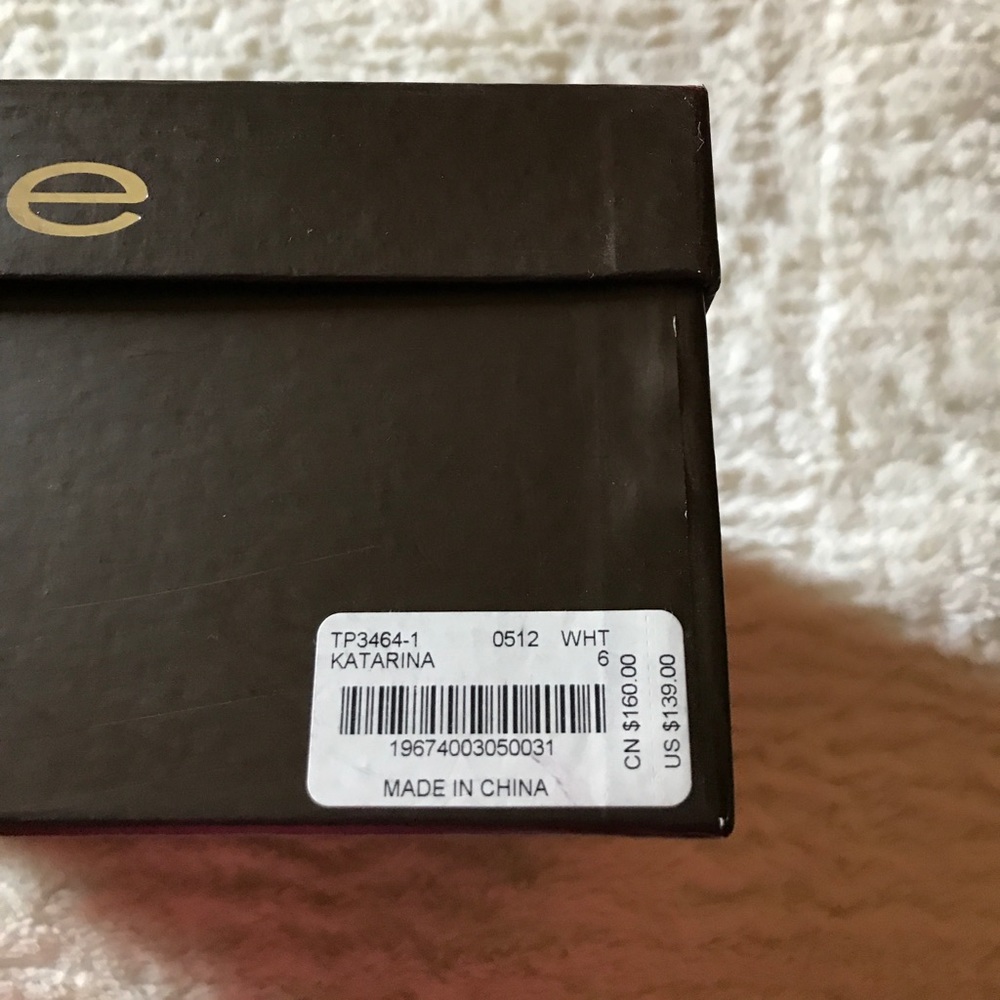 e
TP3464-1 0512 WHT
KATARINA 6
19674003050031
MADE IN CHINA
CN $160.00
US $139.00